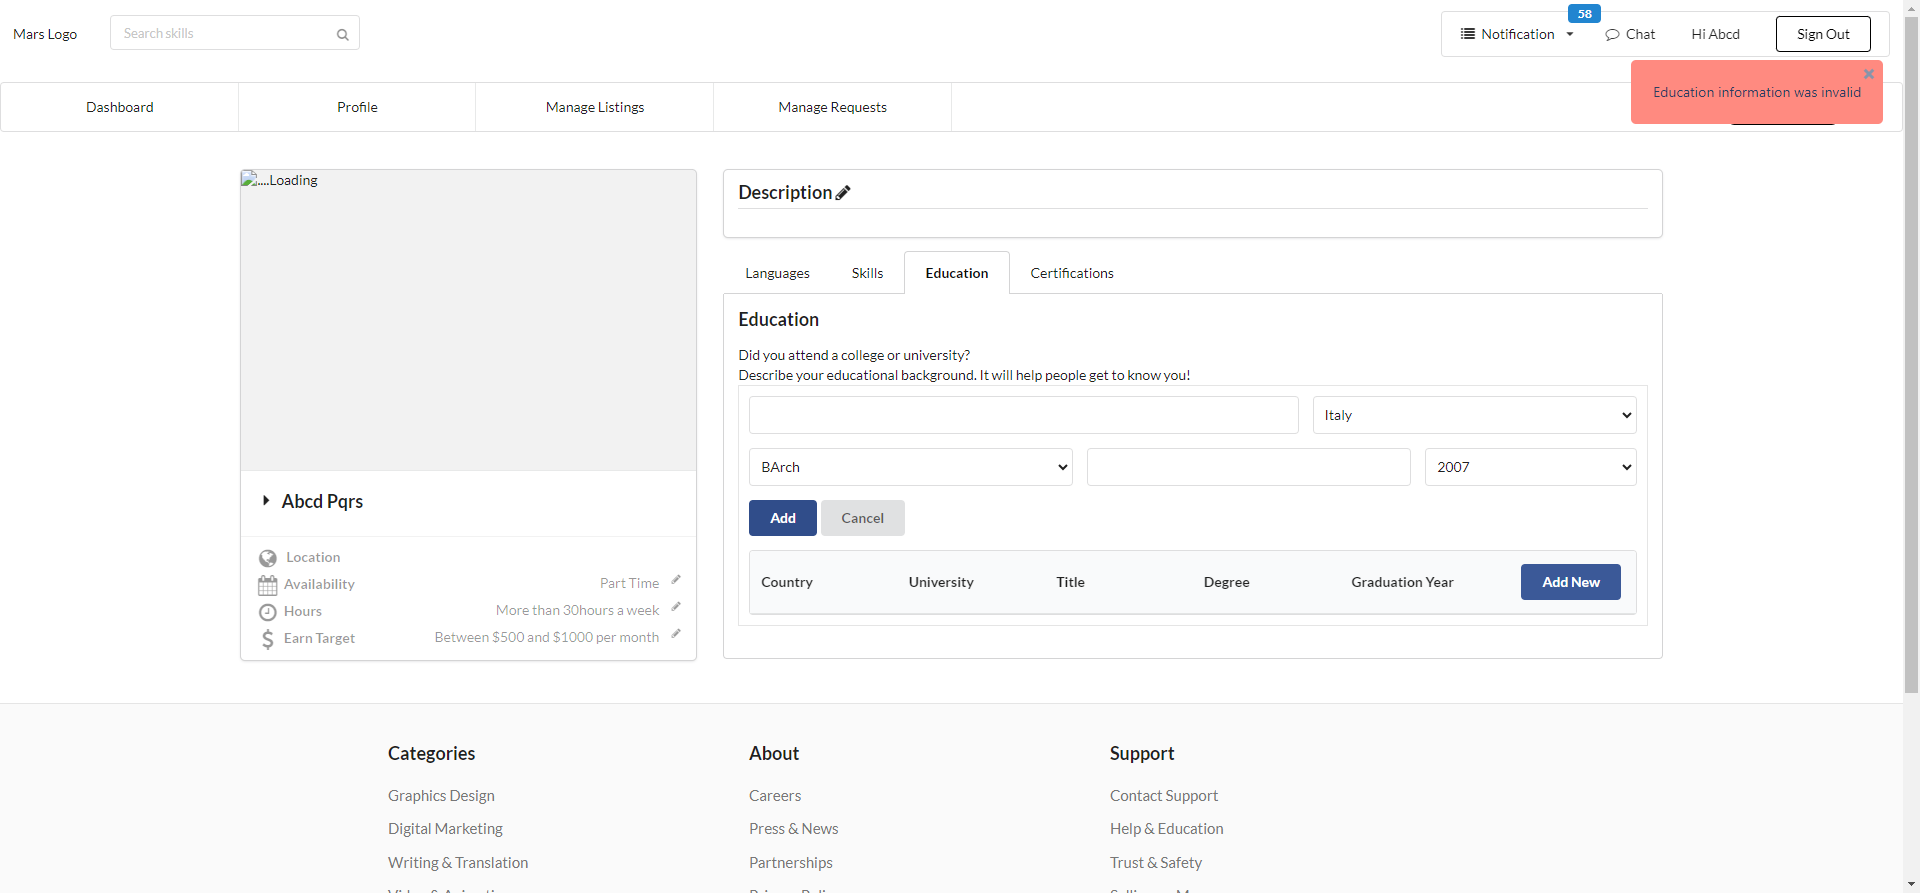 Mars Logo
Search skills
58
Notification
Chat
Hi Abcd
Sign Out
Education information was invalid
Dashboard
Profile
Manage Listings
Manage Requests
....Loading
Description
Languages
Skills
Education
Certifications
Education
Did you attend a college or university?
Describe your educational background. It will help people get to know you!
Italy
BArch
2007
Add
Cancel
Country
University
Title
Degree
Graduation Year
Add New
Abcd Pqrs
Location
Availability
Part Time
Hours
More than 30hours a week
Earn Target
Between $500 and $1000 per month
Categories
About
Support
Graphics Design
Careers
Contact Support
Digital Marketing
Press & News
Help & Education
Writing & Translation
Partnerships
Trust & Safety